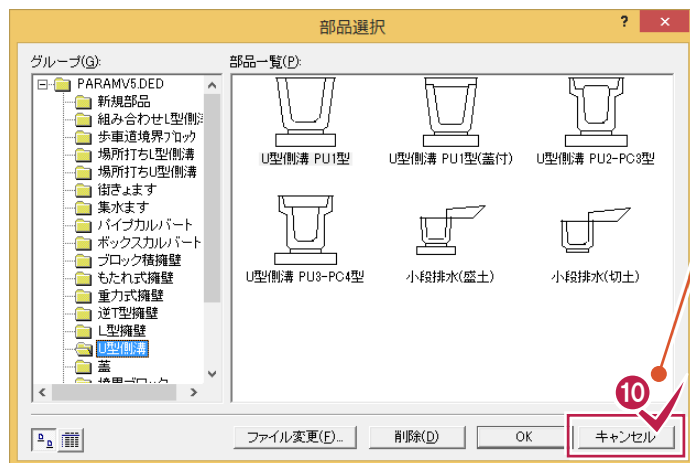 部品選択
? ×
グループ(G):
部品一覧(P):
PARAMV5.DED
新規部品
組み合わせL型側溝
歩車道境界ブロック
場所打ちL型側溝
場所打ちU型側溝
街きょます
集水ます
パイプカルバート
ボックスカルバート
ブロック積擁壁
もたれ式擁壁
重力式擁壁
逆T型擁壁
L型擁壁
U型側溝
蓋
境界ブロック
U型側溝 PU1型
U型側溝 PU1型(蓋付)
U型側溝 PU2-PC3型
U型側溝 PU3-PC4型
小段排水(盛土)
小段排水(切土)
10
ファイル変更(F)...
削除(D)
OK
キャンセル